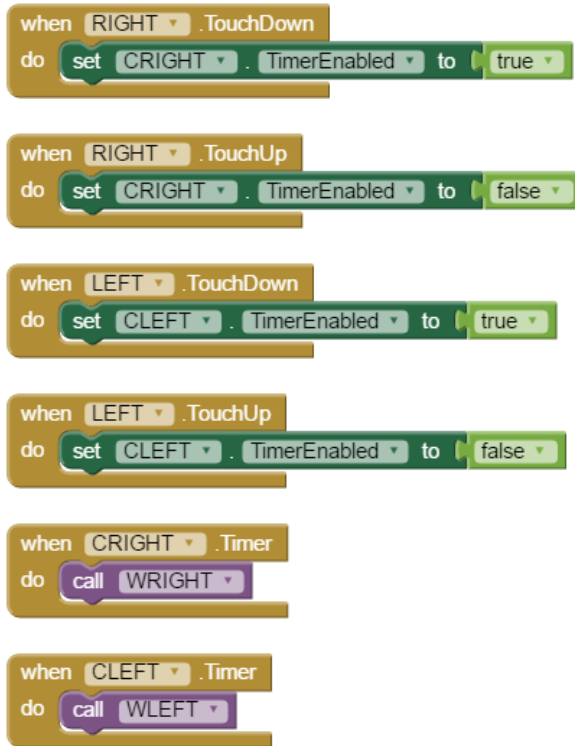 when RIGHT .TouchDown
do set CRIGHT . TimerEnabled to true
when RIGHT .TouchUp
do set CRIGHT . TimerEnabled to false
when LEFT .TouchDown
do set CLEFT . TimerEnabled to true
when LEFT .TouchUp
do set CLEFT . TimerEnabled to false
when CRIGHT .Timer
do call WRIGHT
when CLEFT .Timer
do call WLEFT